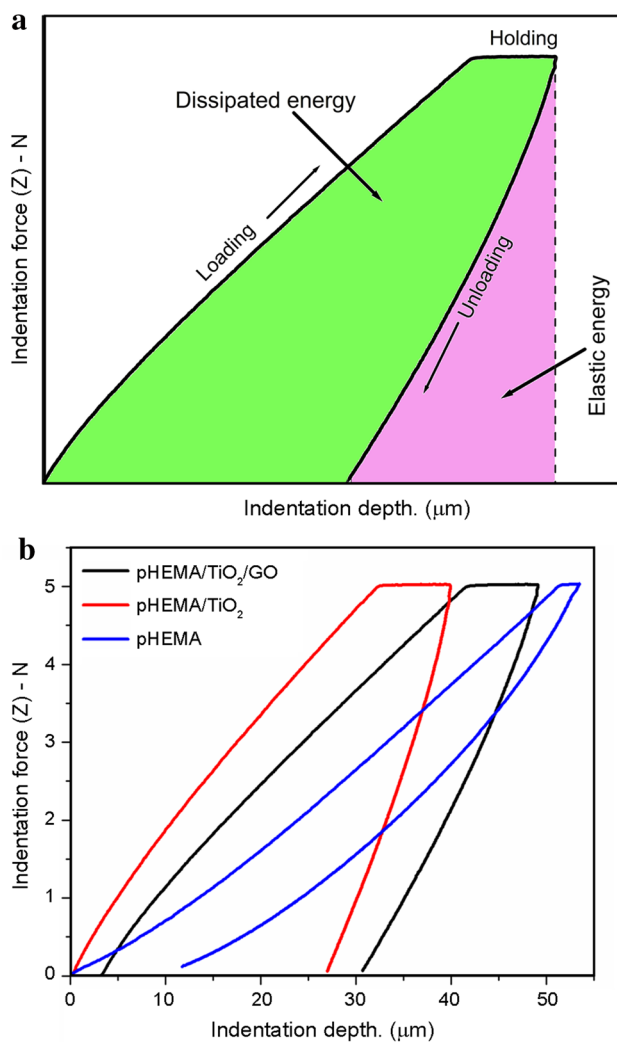 a
Holding
Dissipated energy
Loading
Unloading
Elastic energy
Indentation force (Z) - N
Indentation depth. (μm)
b
pHEMA/TiO₂/GO
pHEMA/TiO₂
pHEMA
5
4
3
2
1
0
Indentation force (Z) - N
0 10 20 30 40 50
Indentation depth. (μm)